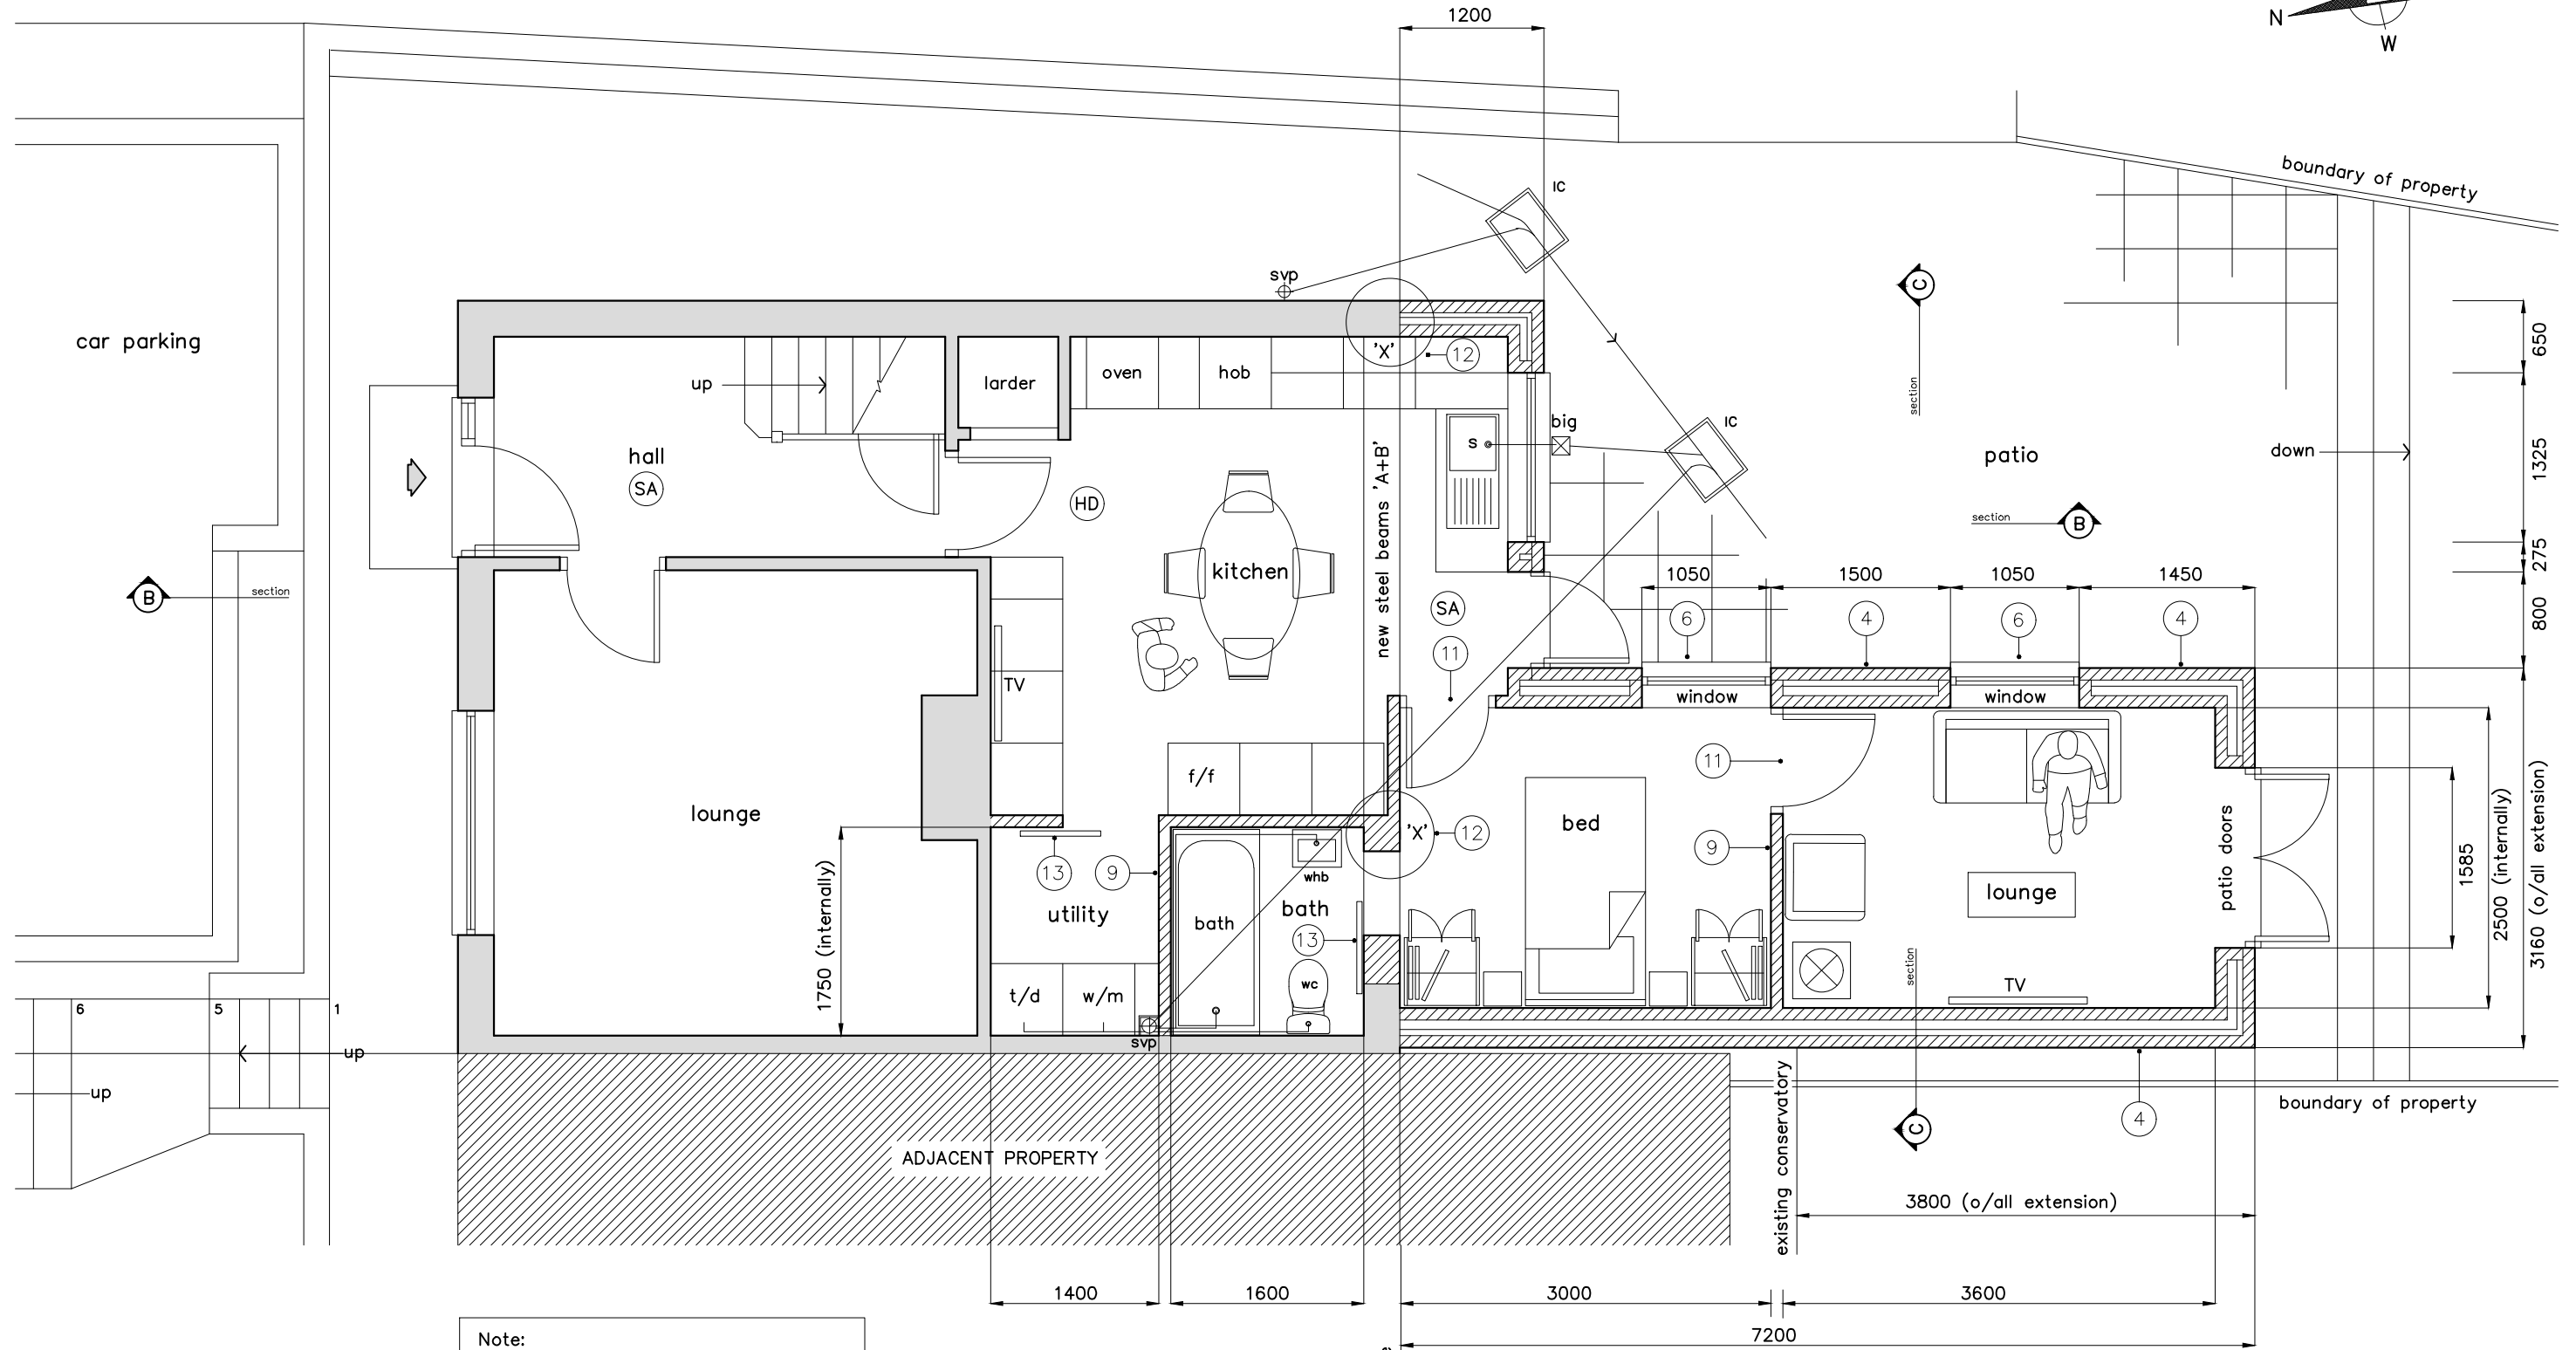 1200
N
W
boundary of property
IC
svp
car parking
'X'
12
650
up
larder
oven
hob
section
C
IC
big
hall
SA
S
patio
down
1325
HD
new steel beams 'A+B'
section
B
275
1050
1500
1050
1450
kitchen
B
section
SA
6
4
6
4
800
11
TV
window
window
f/f
11
lounge
bed
'X'
12
9
patio doors
1585
2500 (internally)
3160 (o/all extension)
1750 (internally)
13
9
whb
lounge
utility
bath
bath
13
section
t/d
w/m
wc
TV
6
5
1
svp
up
up
existing conservatory
boundary of property
4
C
ADJACENT PROPERTY
3800 (o/all extension)
1400
1600
3000
3600
Note:
7200